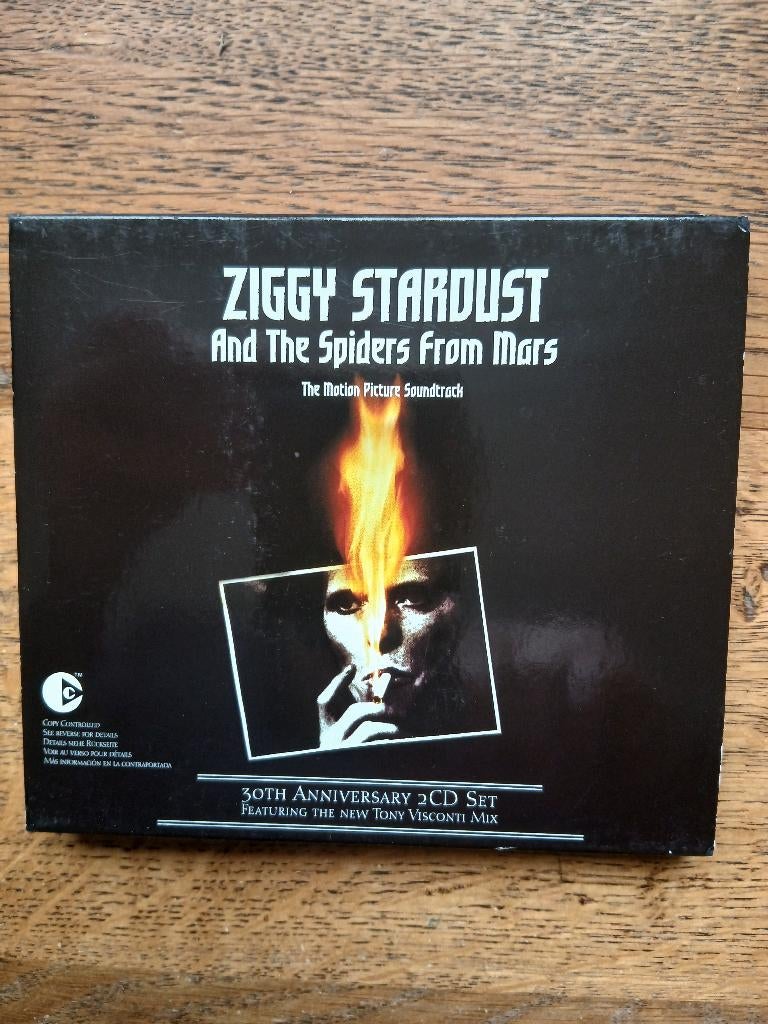 ZIGGY STARDUST
And The Spiders From Mars
The Motion Picture Soundtrack
TM
C
COPY CONTROLLED
SEE REVERSE FOR DETAILS
DETAILS SIEHE RÜCKSEITE
VOIR AU VERSO POUR DÉTAILS
MÁS INFORMACIÓN EN LA CONTRAPORTADA
30TH ANNIVERSARY 2CD SET
FEATURING THE NEW TONY VISCONTI MIX